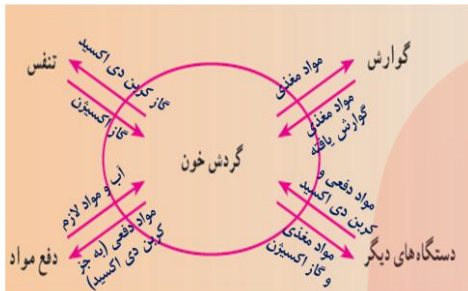 گوارش
مواد مغذی
مواد مغذی
گوارش یافته
گاز کربن دی اکسید
تنفس
گاز اکسیژن
گردش خون
مواد دفعی و
کربن دی اکسید
مواد مغذی
و گاز اکسیژن
دستگاه‌های دیگر
آب و مواد لازم
مواد دفعی (به جز
کربن دی اکسید)
دفع مواد